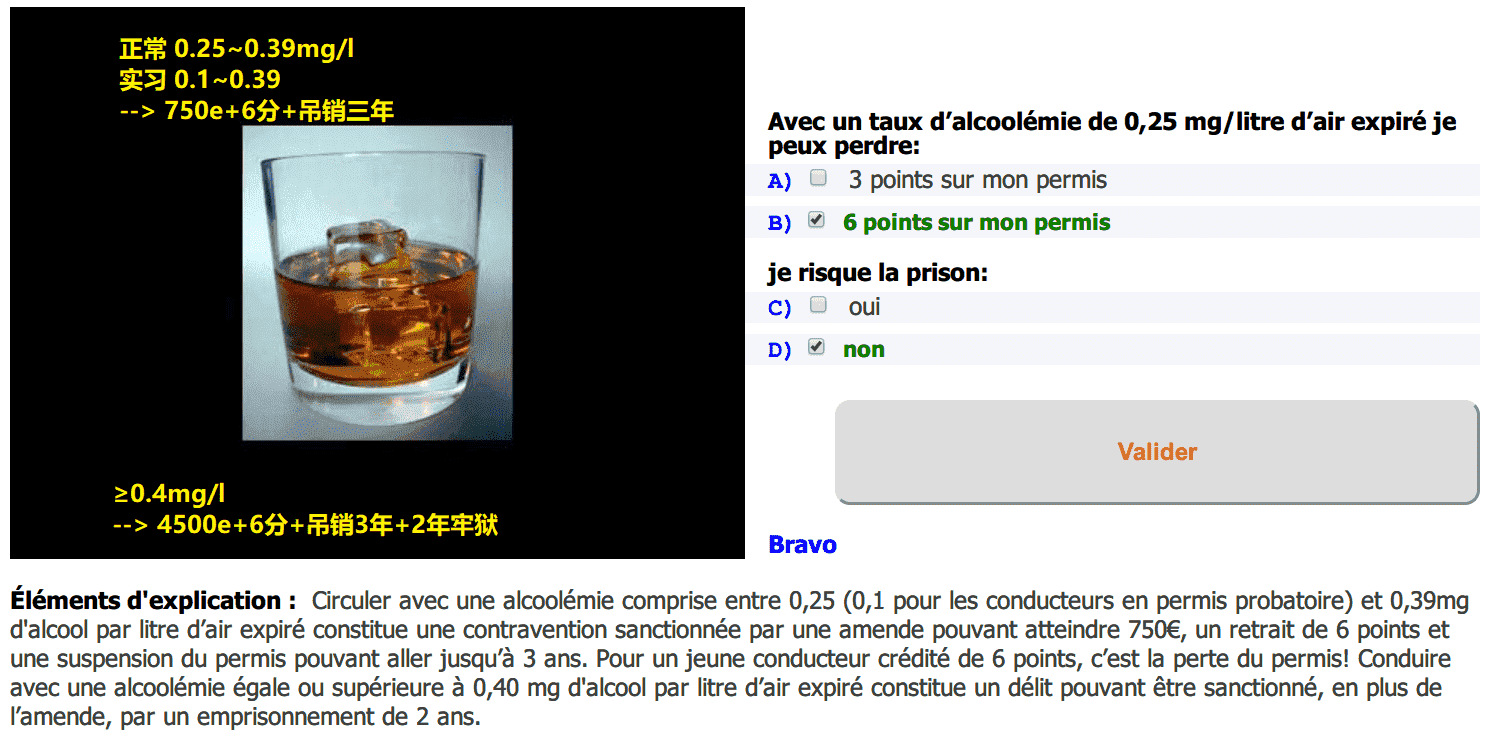 正常 0.25~0.39mg/l
实习 0.1~0.39
--> 750e+6分+吊销三年
≥0.4mg/l
--> 4500e+6分+吊销3年+2年牢狱
Avec un taux d’alcoolémie de 0,25 mg/litre d’air expiré je
peux perdre:
A) 3 points sur mon permis
B) 6 points sur mon permis
je risque la prison:
C) oui
D) non
Valider
Bravo
Éléments d'explication : Circuler avec une alcoolémie comprise entre 0,25 (0,1 pour les conducteurs en permis probatoire) et 0,39mg
d'alcool par litre d’air expiré constitue une contravention sanctionnée par une amende pouvant atteindre 750€, un retrait de 6 points et
une suspension du permis pouvant aller jusqu’à 3 ans. Pour un jeune conducteur crédité de 6 points, c’est la perte du permis! Conduire
avec une alcoolémie égale ou supérieure à 0,40 mg d'alcool par litre d’air expiré constitue un délit pouvant être sanctionné, en plus de
l’amende, par un emprisonnement de 2 ans.